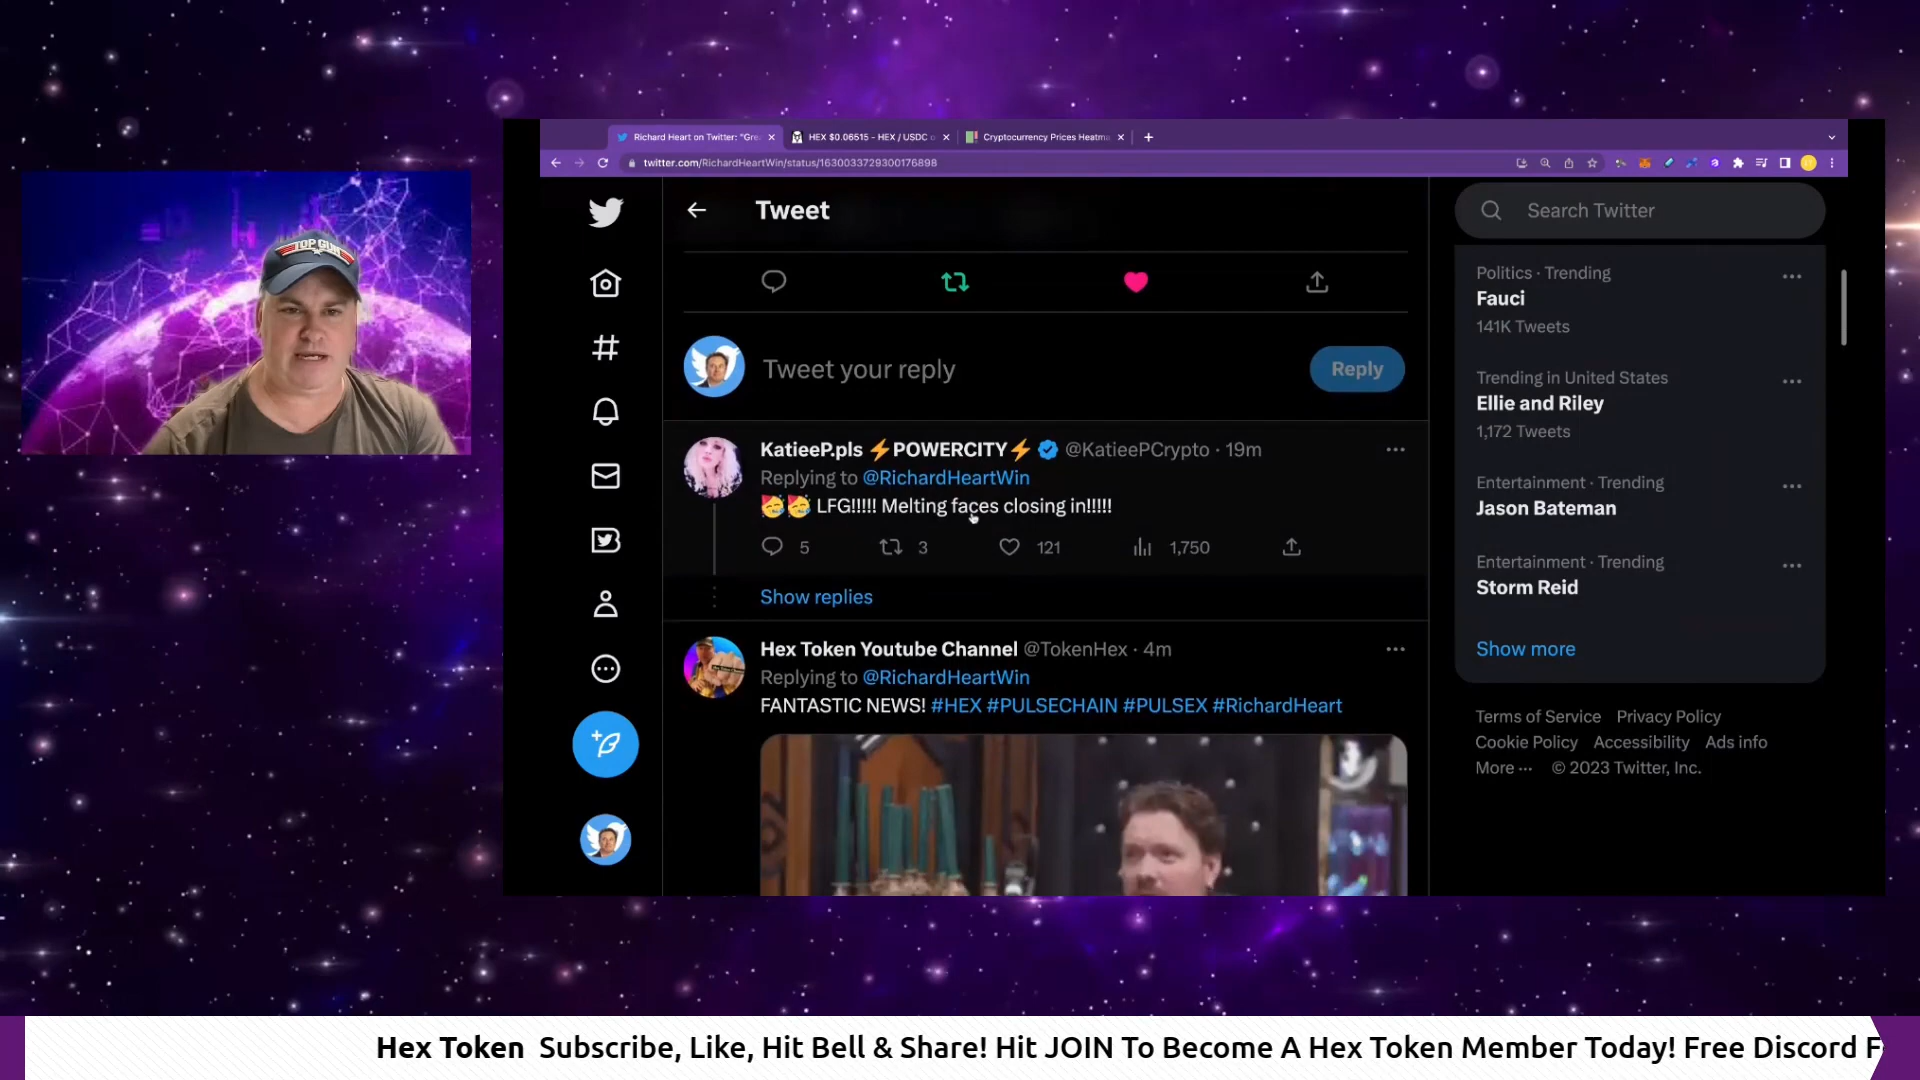 Richard Heart on Twitter: "Grea
HEX $0.06515 - HEX / USDC o
Cryptocurrency Prices Heatma
twitter.com/RichardHeartWin/status/1630033729300176898
TOP GUN
Tweet
Search Twitter
Tweet your reply
Reply
KatieeP.pls ⚡POWERCITY⚡ @KatieePCrypto · 19m
Replying to @RichardHeartWin
🥳🥳 LFG!!!!! Melting faces closing in!!!!!
5 3 121 1,750
Show replies
Hex Token Youtube Channel @TokenHex · 4m
Replying to @RichardHeartWin
FANTASTIC NEWS! #HEX #PULSECHAIN #PULSEX #RichardHeart
Politics · Trending
Fauci
141K Tweets
Trending in United States
Ellie and Riley
1,172 Tweets
Entertainment · Trending
Jason Bateman
Entertainment · Trending
Storm Reid
Show more
Terms of Service Privacy Policy
Cookie Policy Accessibility Ads info
More ··· © 2023 Twitter, Inc.
Hex Token Subscribe, Like, Hit Bell & Share! Hit JOIN To Become A Hex Token Member Today! Free Discord F